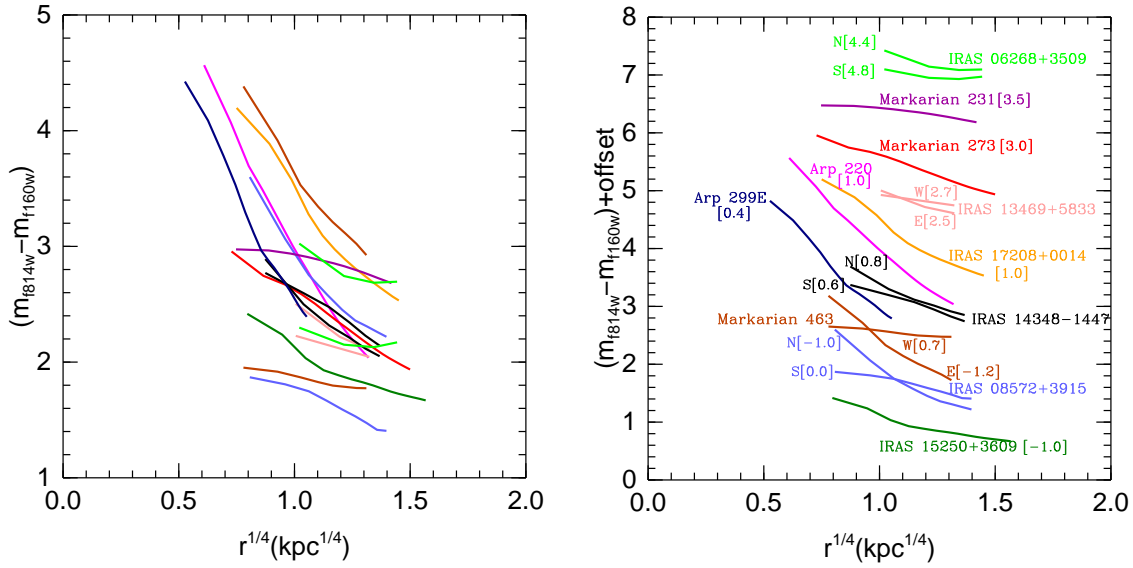 5
4
3
2
1
(m_f814w−m_f160w)
0.0 0.5 1.0 1.5 2.0
r^1/4(kpc^1/4)
8
7
6
5
4
3
2
1
0
(m_f814w−m_f160w)+offset
N[4.4]
IRAS 06268+3509
S[4.8]
Markarian 231[3.5]
Markarian 273[3.0]
Arp 220
[1.0]
Arp 299E
[0.4]
W[2.7]
IRAS 13469+5833
E[2.5]
IRAS 17208+0014
[1.0]
N[0.8]
S[0.6]
IRAS 14348−1447
Markarian 463
W[0.7]
E[−1.2]
N[−1.0]
S[0.0]
IRAS 08572+3915
IRAS 15250+3609[−1.0]
0.0 0.5 1.0 1.5 2.0
r^1/4(kpc^1/4)